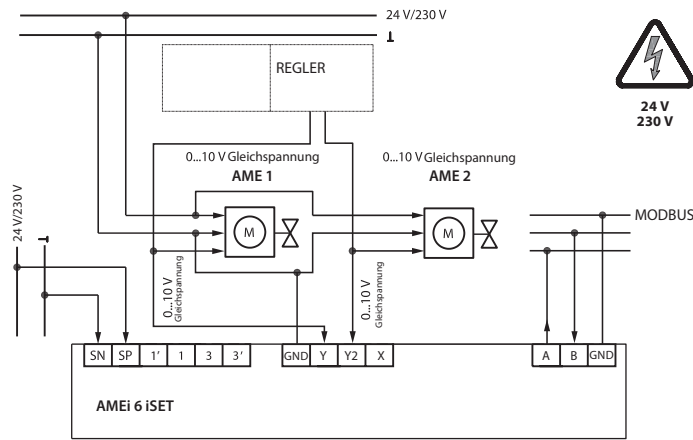 24 V/230 V
⊥
REGLER
24 V
230 V
0...10 V Gleichspannung
AME 1
0...10 V Gleichspannung
AME 2
24 V/230 V
⊥
M
M
MODBUS
0...10 V
Gleichspannung
0...10 V
Gleichspannung
SN SP 1' 1 3 3' GND Y Y2 X A B GND
AMEi 6 iSET